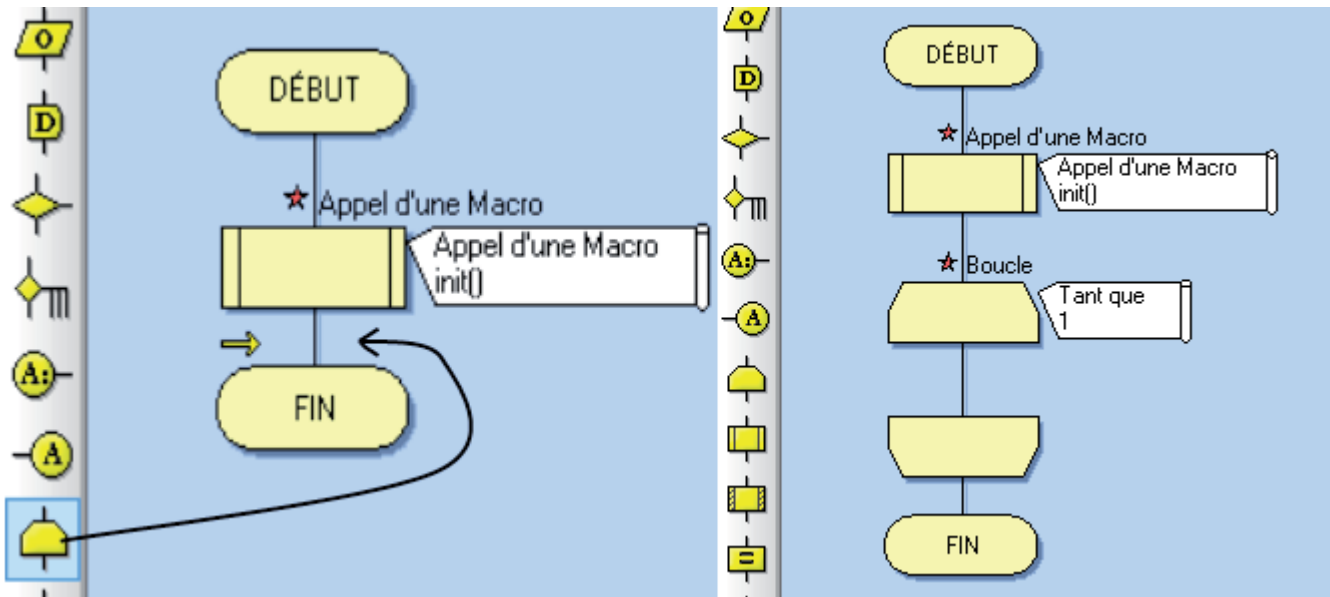 O
D
A:
A
DÉBUT
Appel d'une Macro
Appel d'une Macro
init()
FIN
O
D
A:
A
=
DÉBUT
Appel d'une Macro
Appel d'une Macro
init()
Boucle
Tant que
1
FIN